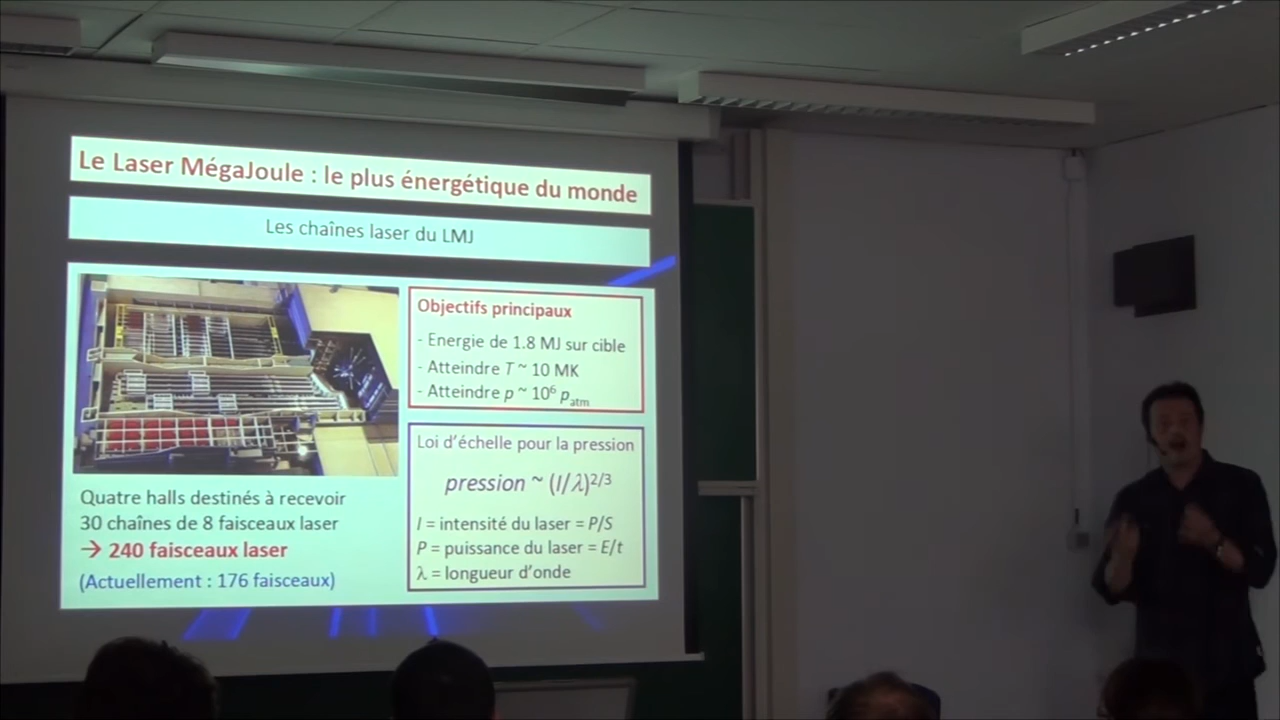 Le Laser MégaJoule : le plus énergétique du monde
Les chaînes laser du LMJ
Quatre halls destinés à recevoir
30 chaînes de 8 faisceaux laser
→ 240 faisceaux laser
(Actuellement : 176 faisceaux)
Objectifs principaux
- Energie de 1.8 MJ sur cible
- Atteindre T ~ 10 MK
- Atteindre p ~ 10⁶ pₐₜₘ
Loi d'échelle pour la pression
pression ~ (I/λ)²ᐟ³
I = intensité du laser = P/S
P = puissance du laser = E/t
λ = longueur d'onde